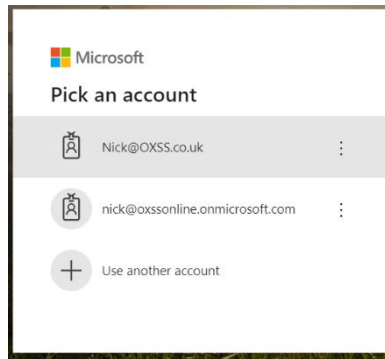 Microsoft
Pick an account
Nick@OXSS.co.uk
nick@oxssonline.onmicrosoft.com
Use another account